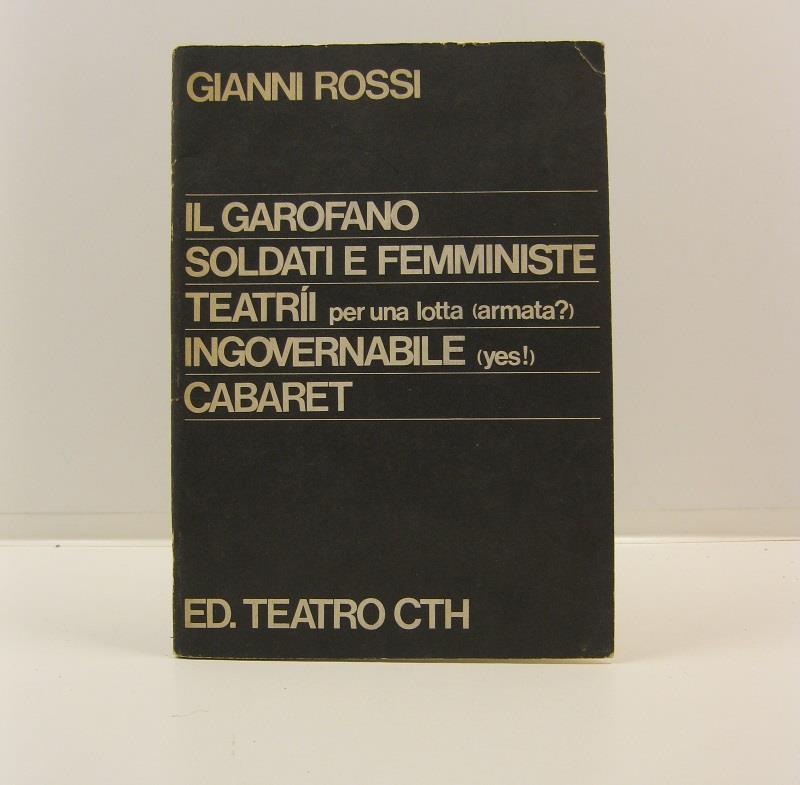 GIANNI ROSSI
IL GAROFANO
SOLDATI E FEMMINISTE
TEATRÍI per una lotta (armata?)
INGOVERNABILE (yes!)
CABARET
ED. TEATRO CTH